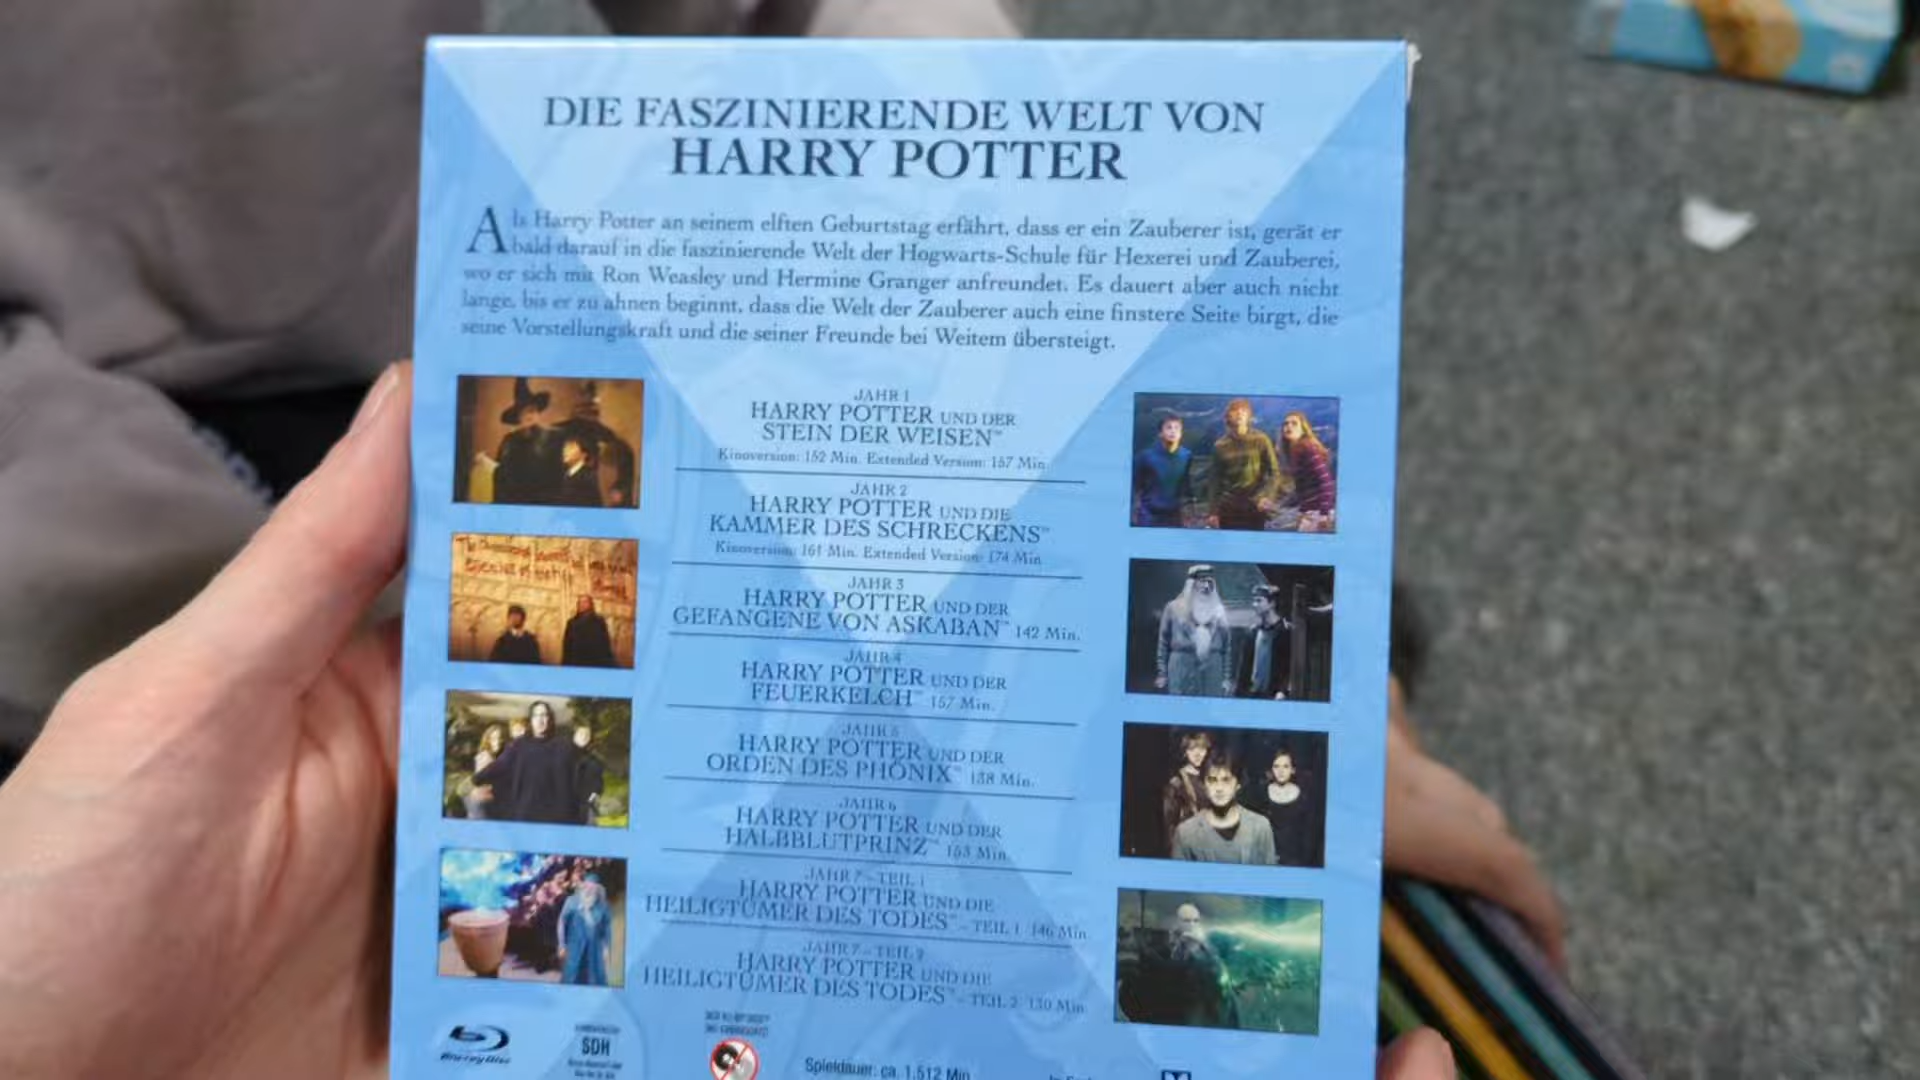 DIE FASZINIERENDE WELT VON
HARRY POTTER
Als Harry Potter an seinem elften Geburtstag erfährt, dass er ein Zauberer ist, gerät er
bald darauf in die faszinierende Welt der Hogwarts-Schule für Hexerei und Zauberei,
wo er sich mit Ron Weasley und Hermine Granger anfreundet. Es dauert aber auch nicht
lange, bis er zu ahnen beginnt, dass die Welt der Zauberer auch eine finstere Seite birgt, die
seine Vorstellungskraft und die seiner Freunde bei Weitem übersteigt.
JAHR 1
HARRY POTTER UND DER
STEIN DER WEISEN™
Kinoversion: 152 Min. Extended Version: 157 Min.
JAHR 2
HARRY POTTER UND DIE
KAMMER DES SCHRECKENS™
Kinoversion: 161 Min. Extended Version: 174 Min.
JAHR 3
HARRY POTTER UND DER
GEFANGENE VON ASKABAN™ 142 Min.
JAHR 4
HARRY POTTER UND DER
FEUERKELCH™ 157 Min.
JAHR 5
HARRY POTTER UND DER
ORDEN DES PHÖNIX™ 138 Min.
JAHR 6
HARRY POTTER UND DER
HALBBLUTPRINZ™ 153 Min.
JAHR 7 – TEIL 1
HARRY POTTER UND DIE
HEILIGTÜMER DES TODES™ – TEIL 1 146 Min.
JAHR 7 – TEIL 2
HARRY POTTER UND DIE
HEILIGTÜMER DES TODES™ – TEIL 2 130 Min.
Blu-ray Disc
SDH
Spieldauer: ca. 1.512 Min.